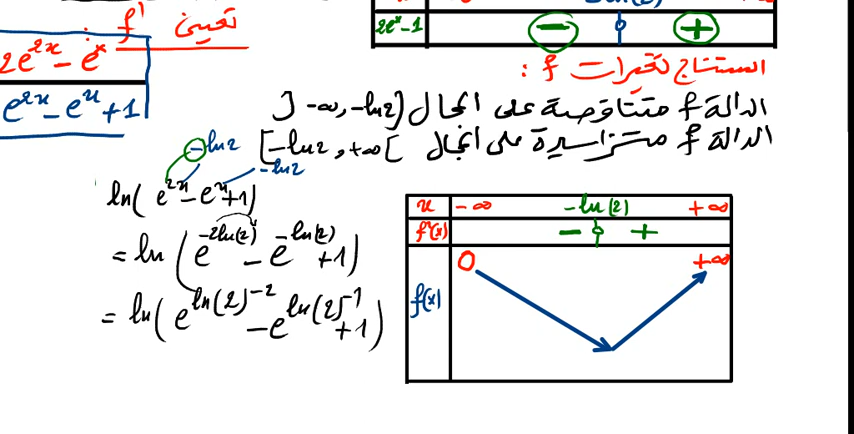 تعيين f'
2e^{2x} - e^x
e^{2x} - e^x + 1
2e^x - 1 − 0 +
استنتاج تغيرات f :
الدالة f متناقصة على المجال ]-∞, -ln2]
الدالة f متزايدة على المجال [-ln2, +∞[
-ln2
-ln2
ln( e^{2x} - e^x + 1)
= ln ( e^{-2ln(2)} - e^{-ln(2)} + 1)
= ln( e^{ln(2)^{-2}} - e^{ln(2)^{-1}} + 1 )
x -∞ -ln(2) +∞
f'(x) − 0 +
f(x) 0 +∞